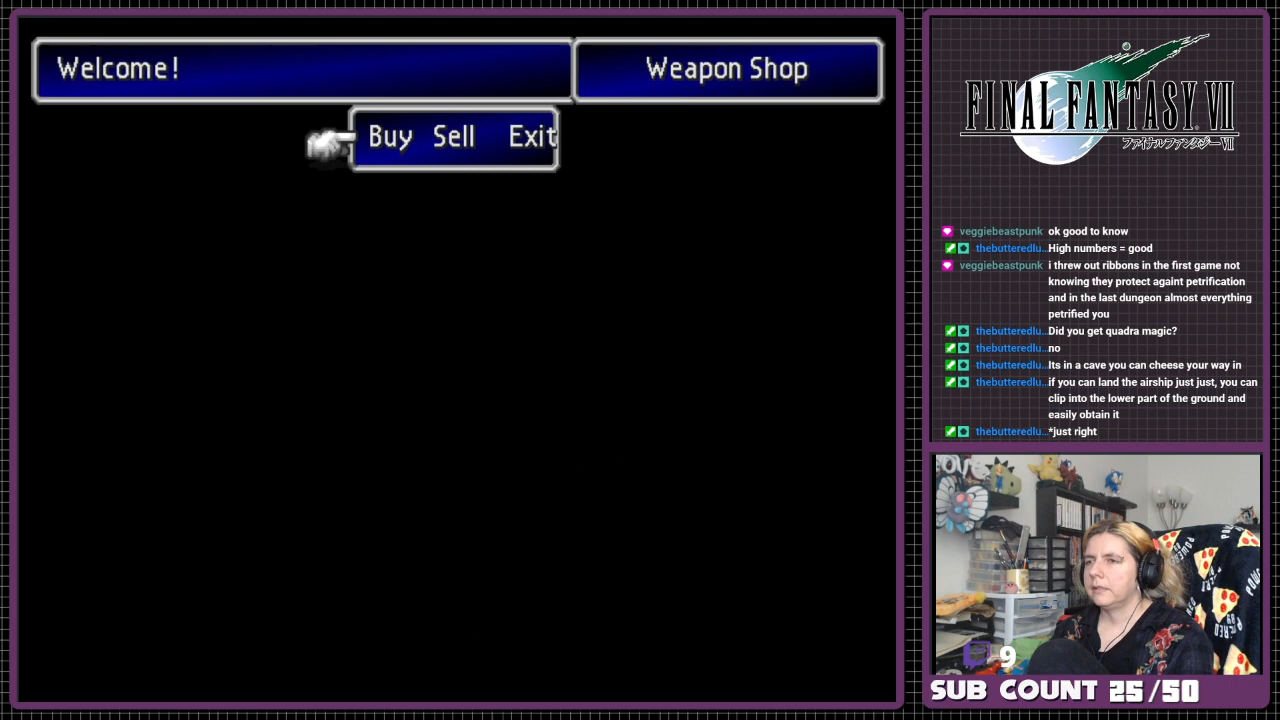 Welcome!
Weapon Shop
Buy Sell Exit
FINAL FANTASY VII
ファイナルファンタジーVII
veggiebeastpunk ok good to know
thebutteredlu... High numbers = good
veggiebeastpunk i threw out ribbons in the first game not
knowing they protect againt petrification
and in the last dungeon almost everything
petrified you
thebutteredlu... Did you get quadra magic?
thebutteredlu... no
thebutteredlu... Its in a cave you can cheese your way in
thebutteredlu... if you can land the airship just just, you can
clip into the lower part of the ground and
easily obtain it
thebutteredlu... *just right
9
SUB COUNT 25/50